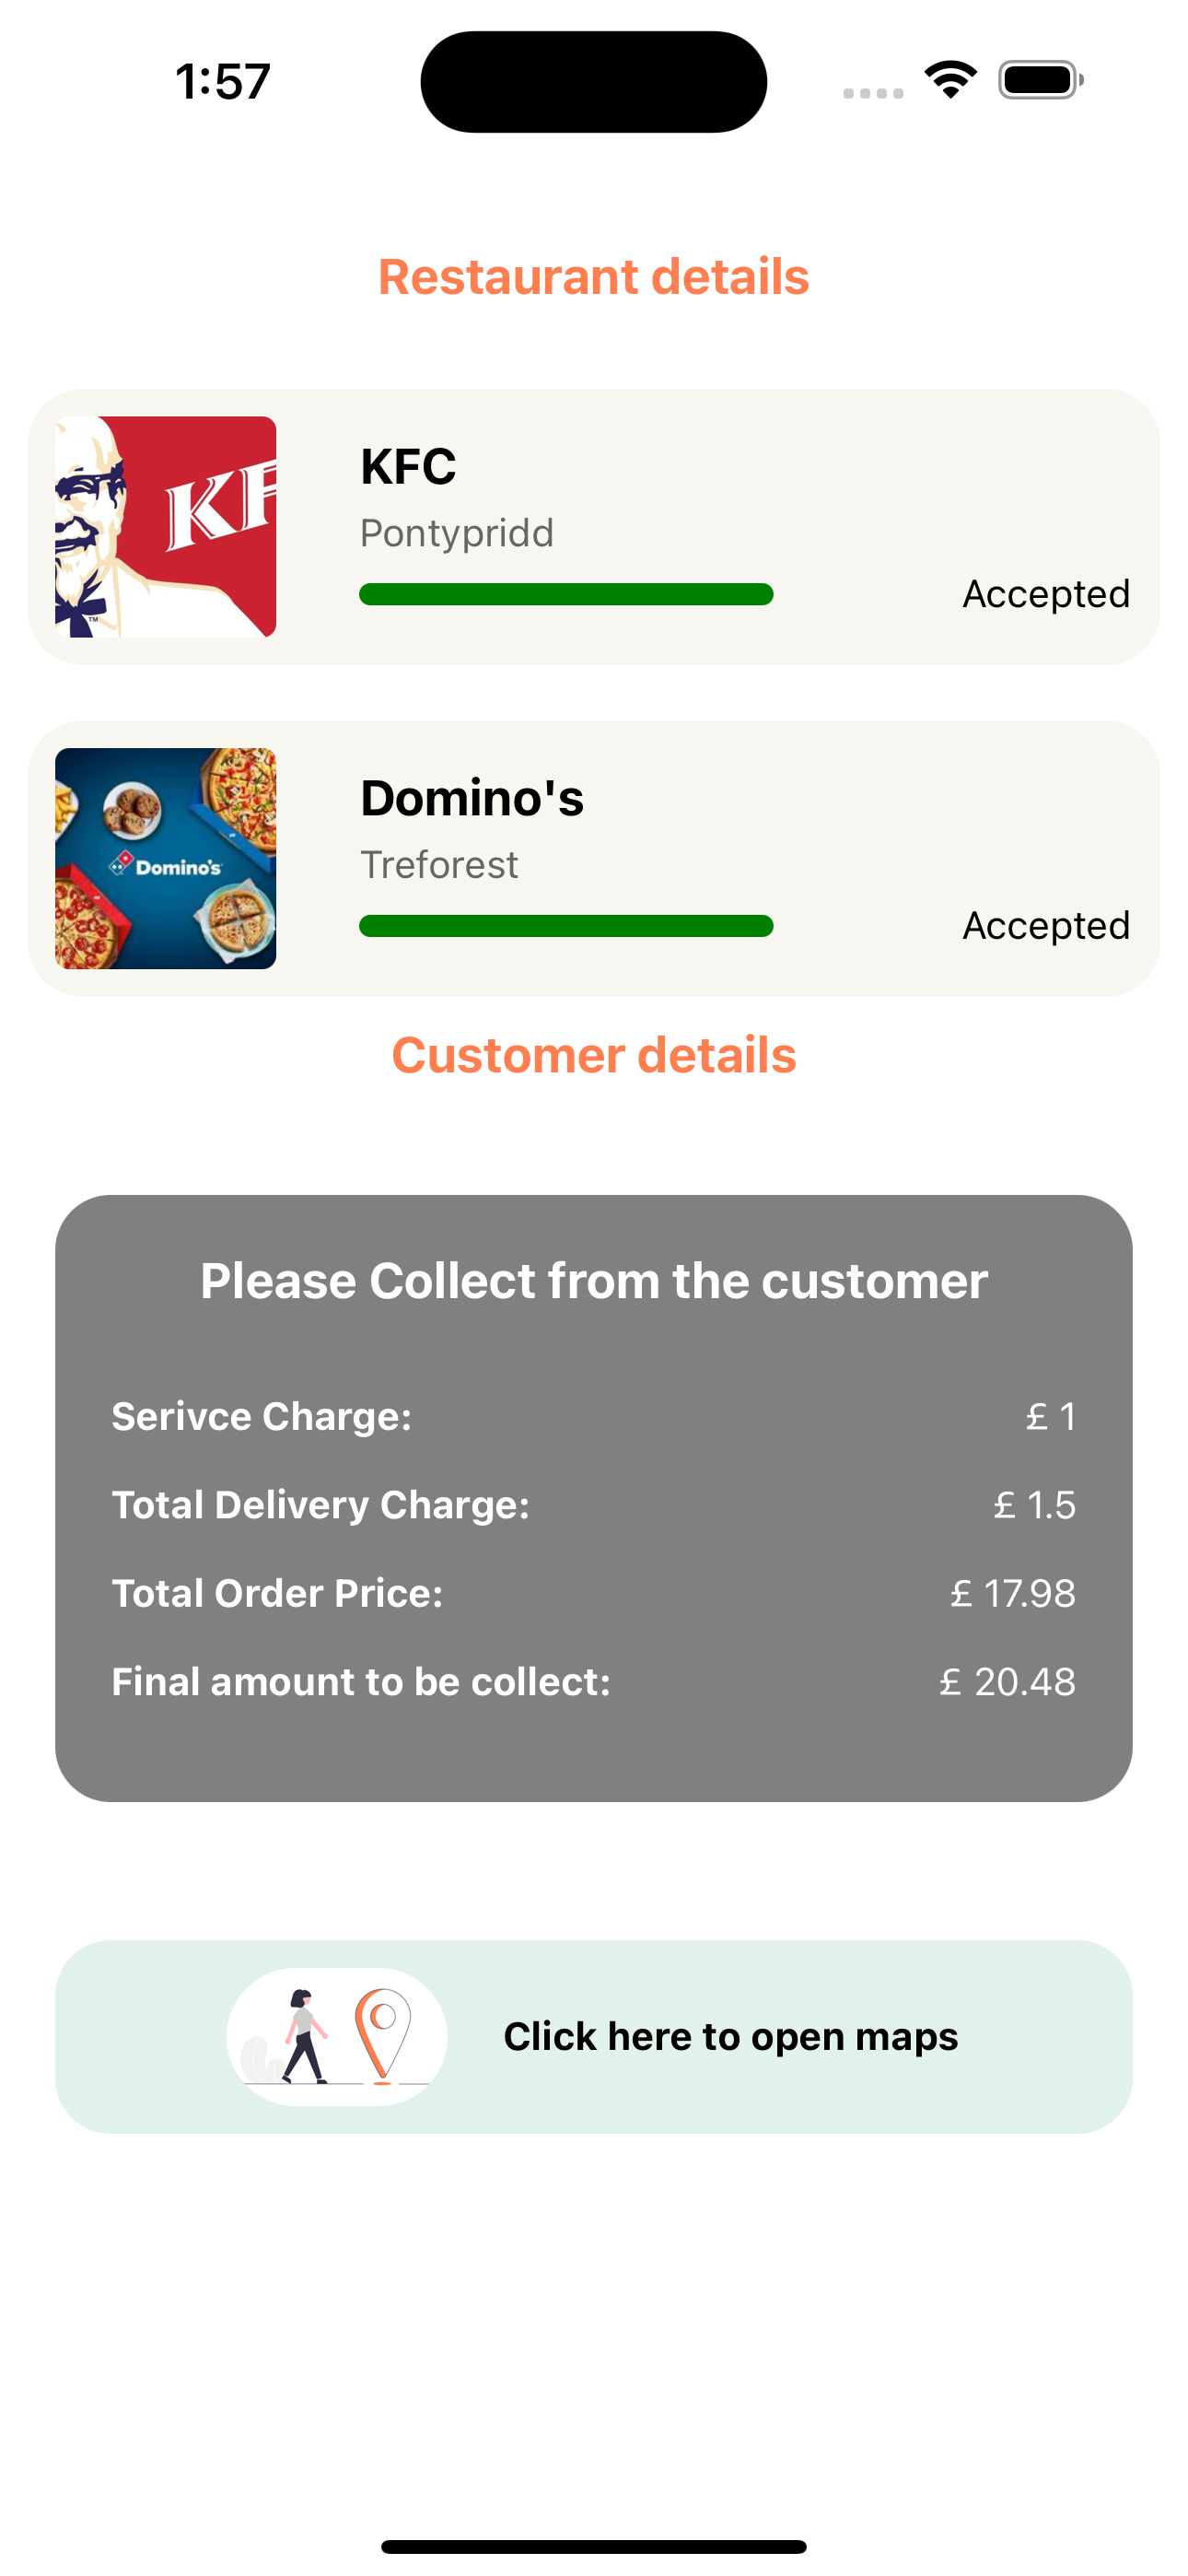 1:57
Restaurant details
KF
TM
KFC
Pontypridd
Accepted
Domino's
Domino's
Treforest
Accepted
Customer details
Please Collect from the customer
Serivce Charge: £ 1
Total Delivery Charge: £ 1.5
Total Order Price: £ 17.98
Final amount to be collect: £ 20.48
Click here to open maps